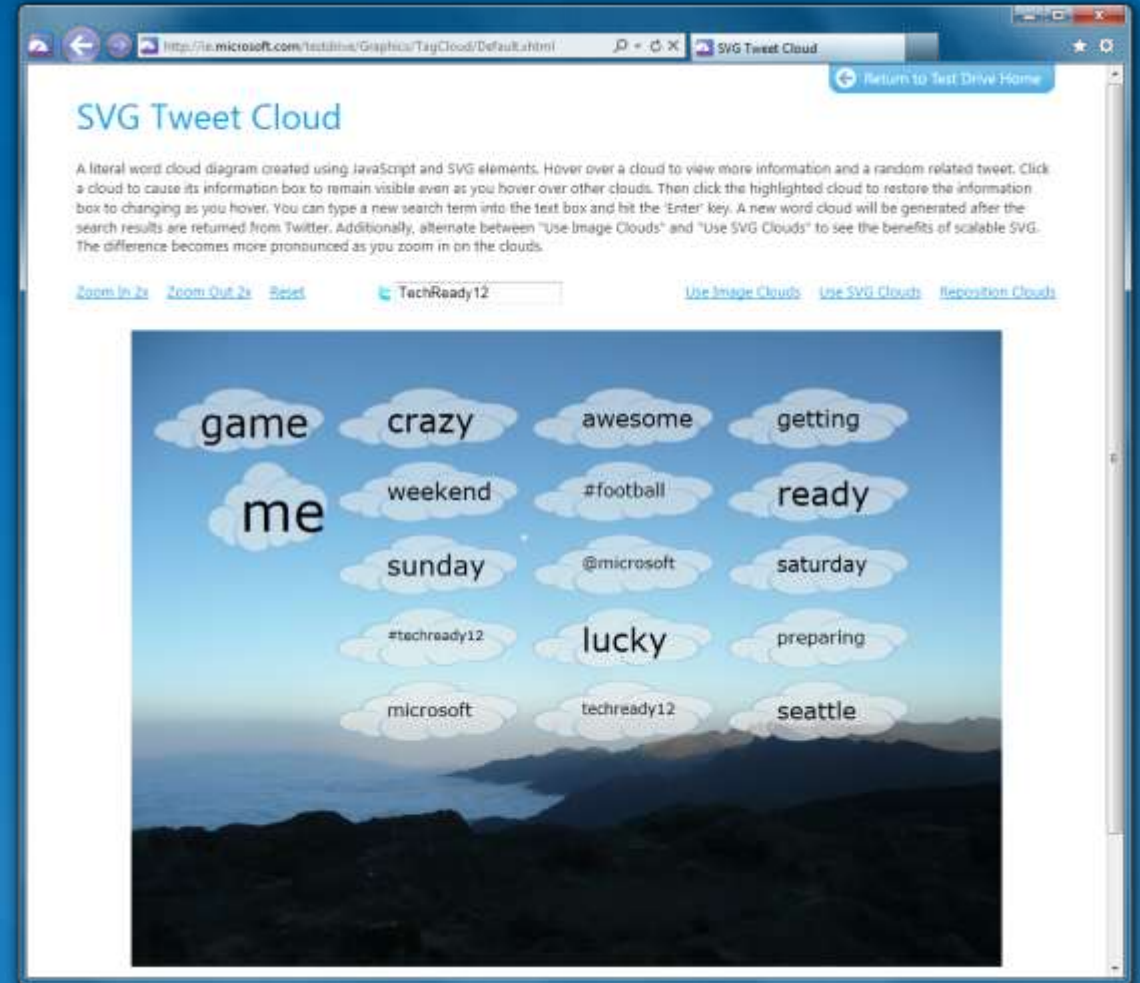 http://ie.microsoft.com/testdrive/Graphics/TagCloud/Default.xhtml
SVG Tweet Cloud
Return to Test Drive Home
SVG Tweet Cloud
A literal word cloud diagram created using JavaScript and SVG elements. Hover over a cloud to view more information and a random related tweet. Click
a cloud to cause its information box to remain visible even as you hover over other clouds. Then click the highlighted cloud to restore the information
box to changing as you hover. You can type a new search term into the text box and hit the 'Enter' key. A new word cloud will be generated after the
search results are returned from Twitter. Additionally, alternate between "Use Image Clouds" and "Use SVG Clouds" to see the benefits of scalable SVG.
The difference becomes more pronounced as you zoom in on the clouds.
Zoom In 2x Zoom Out 2x Reset TechReady12 Use Image Clouds Use SVG Clouds Reposition Clouds
game crazy awesome getting
me weekend #football ready
sunday @microsoft saturday
#techready12 lucky preparing
microsoft techready12 seattle